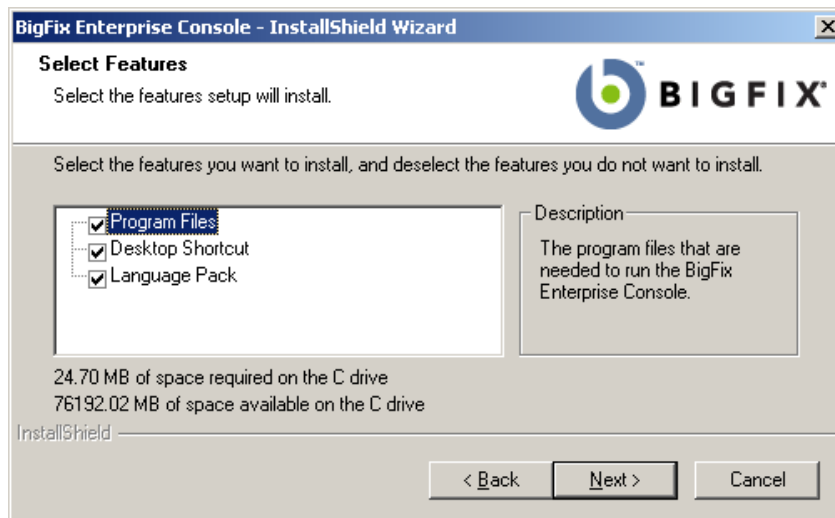 BigFix Enterprise Console - InstallShield Wizard
Select Features
Select the features setup will install.
BIGFIX
Select the features you want to install, and deselect the features you do not want to install.
Program Files
Desktop Shortcut
Language Pack
Description
The program files that are
needed to run the BigFix
Enterprise Console.
24.70 MB of space required on the C drive
76192.02 MB of space available on the C drive
InstallShield
< Back
Next >
Cancel